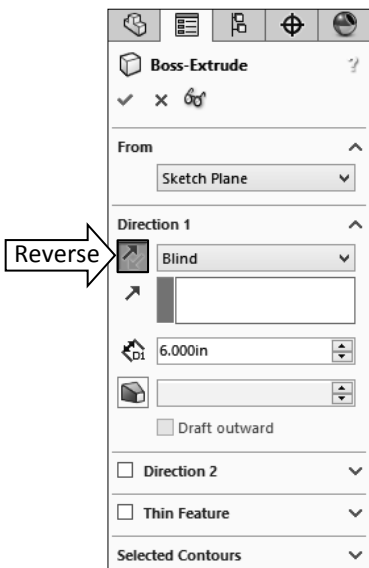 Boss-Extrude
?
From
Sketch Plane
Direction 1
Reverse
Blind
D1
6.000in
Draft outward
Direction 2
Thin Feature
Selected Contours